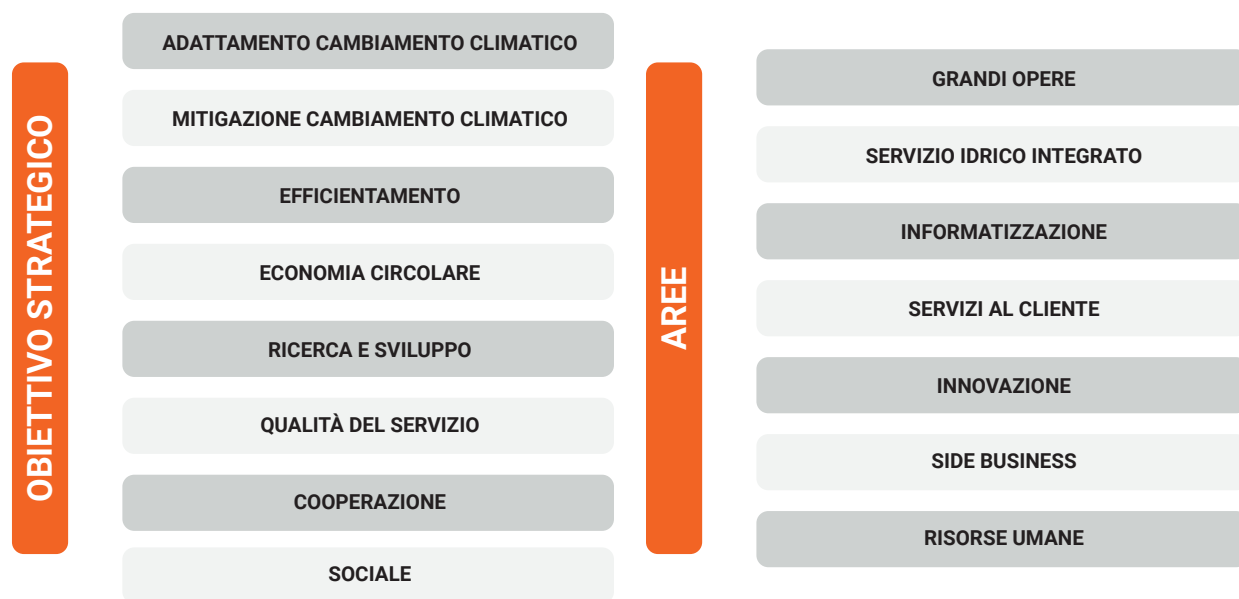 OBIETTIVO STRATEGICO
ADATTAMENTO CAMBIAMENTO CLIMATICO
MITIGAZIONE CAMBIAMENTO CLIMATICO
EFFICIENTAMENTO
ECONOMIA CIRCOLARE
RICERCA E SVILUPPO
QUALITÀ DEL SERVIZIO
COOPERAZIONE
SOCIALE
AREE
GRANDI OPERE
SERVIZIO IDRICO INTEGRATO
INFORMATIZZAZIONE
SERVIZI AL CLIENTE
INNOVAZIONE
SIDE BUSINESS
RISORSE UMANE